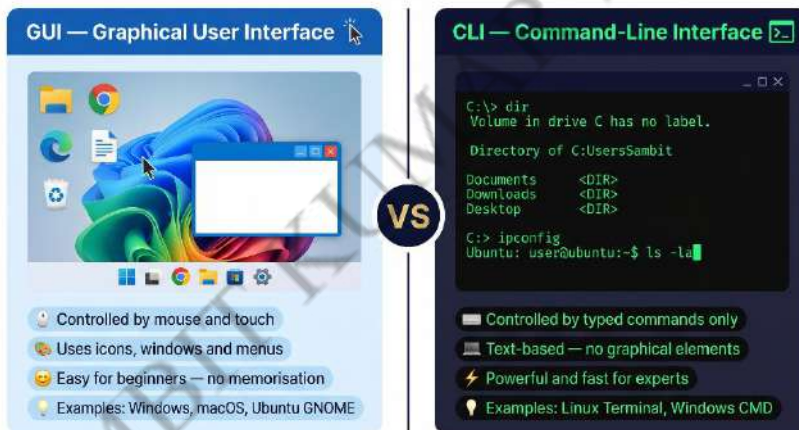 GUI — Graphical User Interface
Controlled by mouse and touch
Uses icons, windows and menus
Easy for beginners — no memorisation
Examples: Windows, macOS, Ubuntu GNOME
VS
CLI — Command-Line Interface
C:\> dir
Volume in drive C has no label.
Directory of C:UsersSambit
Documents <DIR>
Downloads <DIR>
Desktop <DIR>
C:> ipconfig
Ubuntu: user@ubuntu:~$ ls -la
Controlled by typed commands only
Text-based — no graphical elements
Powerful and fast for experts
Examples: Linux Terminal, Windows CMD